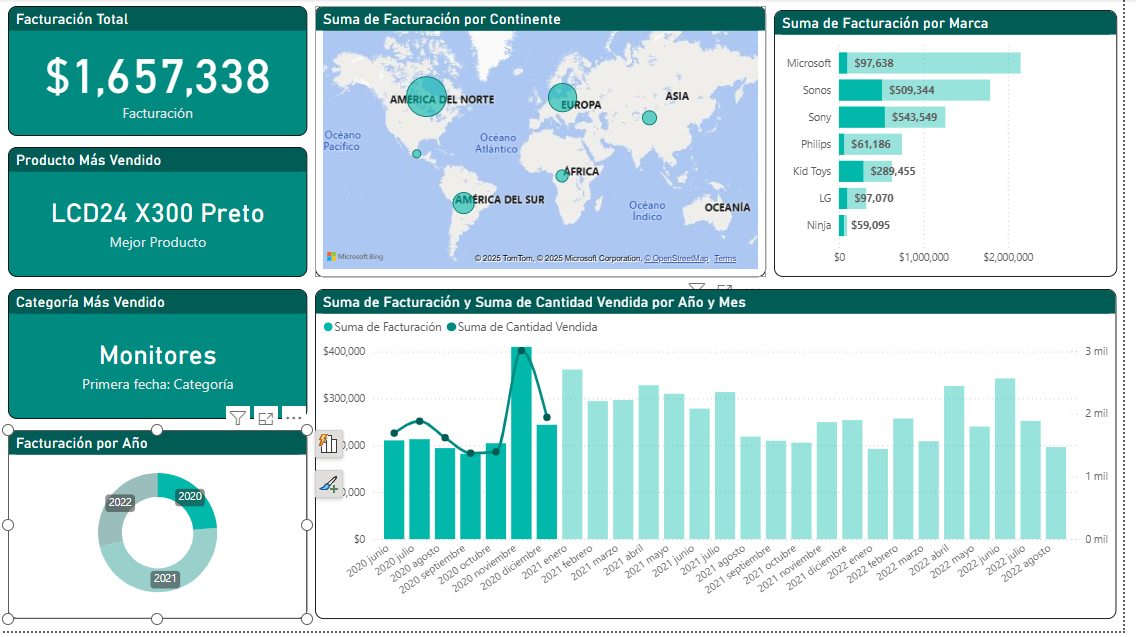 Facturación Total
$1,657,338
Facturación
Producto Más Vendido
LCD24 X300 Preto
Mejor Producto
Categoría Más Vendido
Monitores
Primera fecha: Categoría
Facturación por Año
2020
2022
2021
Suma de Facturación por Continente
AMÉRICA DEL NORTE
EUROPA
ASIA
Océano
Pacífico
Océano
Atlántico
ÁFRICA
AMÉRICA DEL SUR
Océano
Índico
OCEANÍA
Microsoft Bing
© 2025 TomTom, © 2025 Microsoft Corporation, © OpenStreetMap Terms
Suma de Facturación por Marca
Microsoft $97,638
Sonos $509,344
Sony $543,549
Philips $61,186
Kid Toys $289,455
LG $97,070
Ninja $59,095
$0 $1,000,000 $2,000,000
Suma de Facturación y Suma de Cantidad Vendida por Año y Mes
Suma de Facturación Suma de Cantidad Vendida
$400,000
$300,000
0,000
0,000
$0
3 mil
2 mil
1 mil
0 mil
2020 junio
2020 julio
2020 agosto
2020 septiembre
2020 octubre
2020 noviembre
2020 diciembre
2021 enero
2021 febrero
2021 marzo
2021 abril
2021 mayo
2021 junio
2021 julio
2021 agosto
2021 septiembre
2021 octubre
2021 noviembre
2021 diciembre
2022 enero
2022 febrero
2022 marzo
2022 abril
2022 mayo
2022 junio
2022 julio
2022 agosto